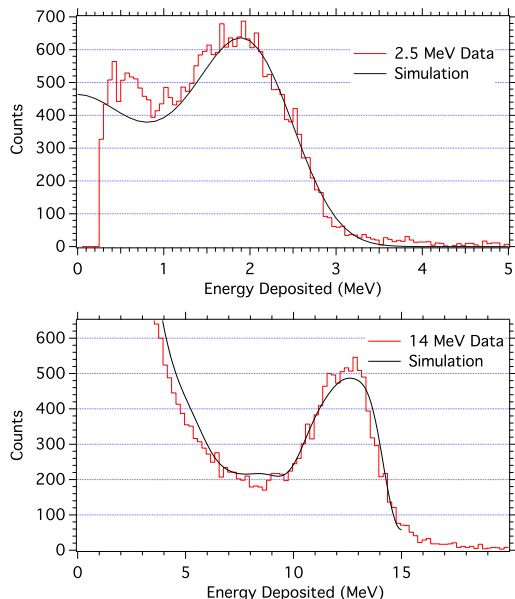 700
600
500
400
300
200
100
0
Counts
2.5 MeV Data
Simulation
0 1 2 3 4 5
Energy Deposited (MeV)
600
500
400
300
200
100
0
Counts
14 MeV Data
Simulation
0 5 10 15
Energy Deposited (MeV)